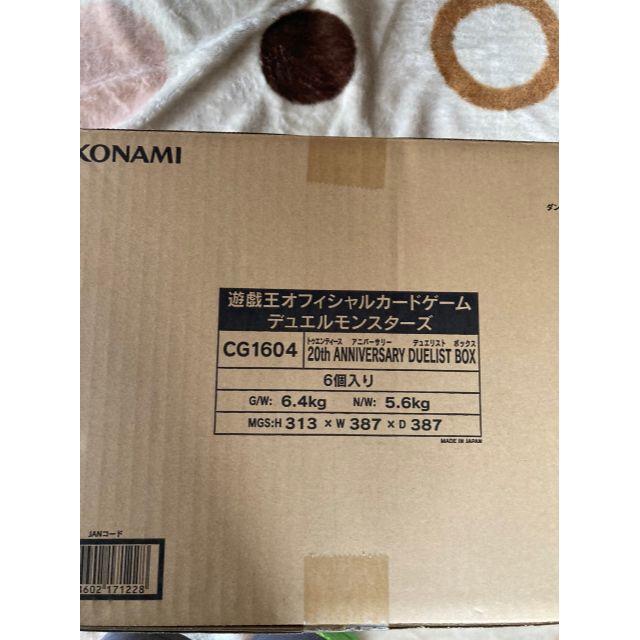 KONAMI
ダン
遊戯王オフィシャルカードゲーム
デュエルモンスターズ
CG1604
トゥエンティース アニバーサリー デュエリスト ボックス
20th ANNIVERSARY DUELIST BOX
6個入り
G/W: 6.4kg N/W: 5.6kg
MGS:H 313 × W 387 × D 387
MADE IN JAPAN
JANコード
602 171228